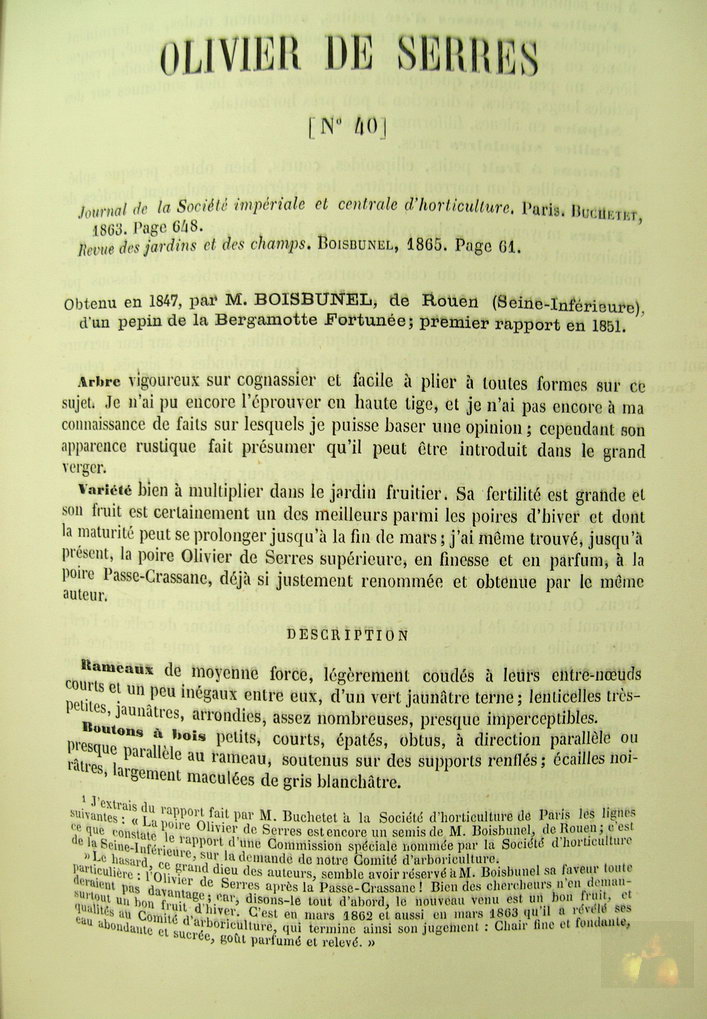 OLIVIER DE SERRES
[N° 40]
Journal de la Société impériale et centrale d'horticulture. Paris. BUCHETET,
1863. Page 648.
Revue des jardins et des champs. BOISBUNEL, 1865. Page 61.
Obtenu en 1847, par M. BOISBUNEL, de Rouen (Seine-Inférieure),
d'un pepin de la Bergamotte Fortunée; premier rapport en 1851.
Arbre vigoureux sur cognassier et facile à plier à toutes formes sur ce
sujet. Je n'ai pu encore l'éprouver en haute tige, et je n'ai pas encore à ma
connaissance de faits sur lesquels je puisse baser une opinion; cependant son
apparence rustique fait présumer qu'il peut être introduit dans le grand
verger.
Variété bien à multiplier dans le jardin fruitier. Sa fertilité est grande et
son fruit est certainement un des meilleurs parmi les poires d'hiver et dont
la maturité peut se prolonger jusqu'à la fin de mars; j'ai même trouvé, jusqu'à
présent, la poire Olivier de Serres supérieure, en finesse et en parfum, à la
poire Passe-Crassane, déjà si justement renommée et obtenue par le même
auteur.
DESCRIPTION
Rameaux de moyenne force, légèrement coudés à leurs entre-nœuds
courts et un peu inégaux entre eux, d'un vert jaunâtre terne; lenticelles très-
petites, jaunâtres, arrondies, assez nombreuses, presque imperceptibles.
Boutons à bois petits, courts, épatés, obtus, à direction parallèle ou
presque parallèle au rameau, soutenus sur des supports renflés; écailles noi-
râtres, largement maculées de gris blanchâtre.
1 J'extrais du rapport fait par M. Buchetet à la Société d'horticulture de Paris les lignes
suivantes: « La poire Olivier de Serres est encore un semis de M. Boisbunel, de Rouen; c'est
ce que constate le rapport d'une Commission spéciale nommée par la Société d'horticulture
de la Seine-Inférieure, sur la demande de notre Comité d'arboriculture.
» Le hasard, ce grand dieu des auteurs, semble avoir réservé à M. Boisbunel sa faveur toute
particulière: l'Olivier de Serres après la Passe-Crassane! Bien des chercheurs n'en deman-
deraient pas davantage; car, disons-le tout d'abord, le nouveau venu est un bon fruit, et
surtout un bon fruit d'hiver. C'est en mars 1862 et aussi en mars 1863 qu'il a révélé ses
qualités au Comité d'arboriculture, qui termine ainsi son jugement: Chair fine et fondante,
eau abondante et sucrée, goût parfumé et relevé. »